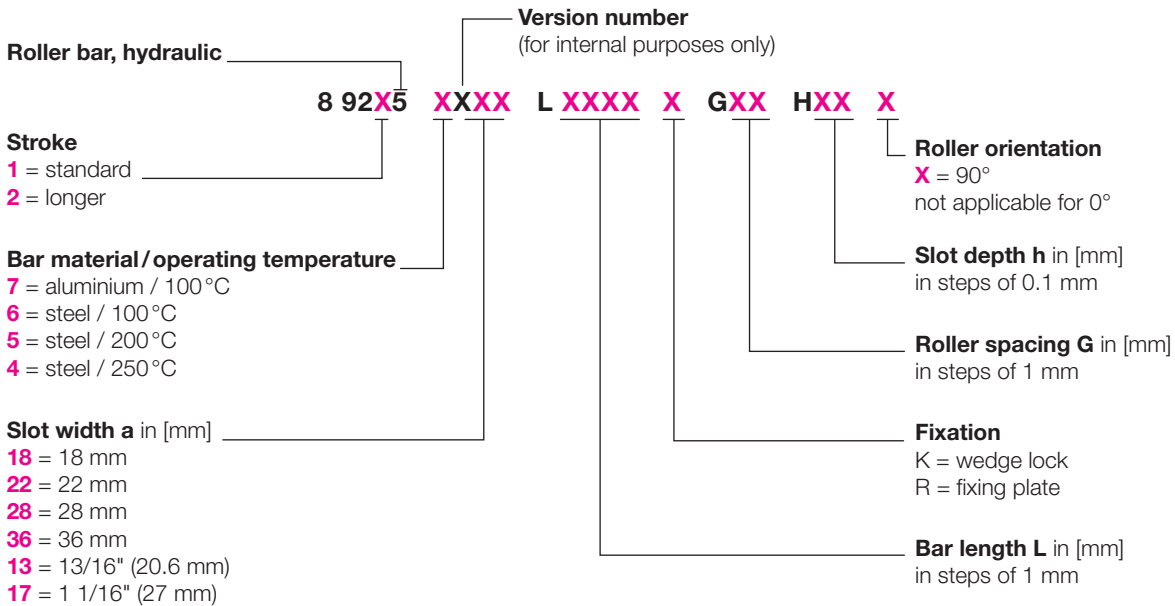 Version number
(for internal purposes only)
Roller bar, hydraulic
8 92X5 XXXX L XXXX X GXX HXX X
Stroke
1 = standard
2 = longer
Bar material / operating temperature
7 = aluminium / 100 °C
6 = steel / 100 °C
5 = steel / 200 °C
4 = steel / 250 °C
Slot width a in [mm]
18 = 18 mm
22 = 22 mm
28 = 28 mm
36 = 36 mm
13 = 13/16" (20.6 mm)
17 = 1 1/16" (27 mm)
Roller orientation
X = 90°
not applicable for 0°
Slot depth h in [mm]
in steps of 0.1 mm
Roller spacing G in [mm]
in steps of 1 mm
Fixation
K = wedge lock
R = fixing plate
Bar length L in [mm]
in steps of 1 mm